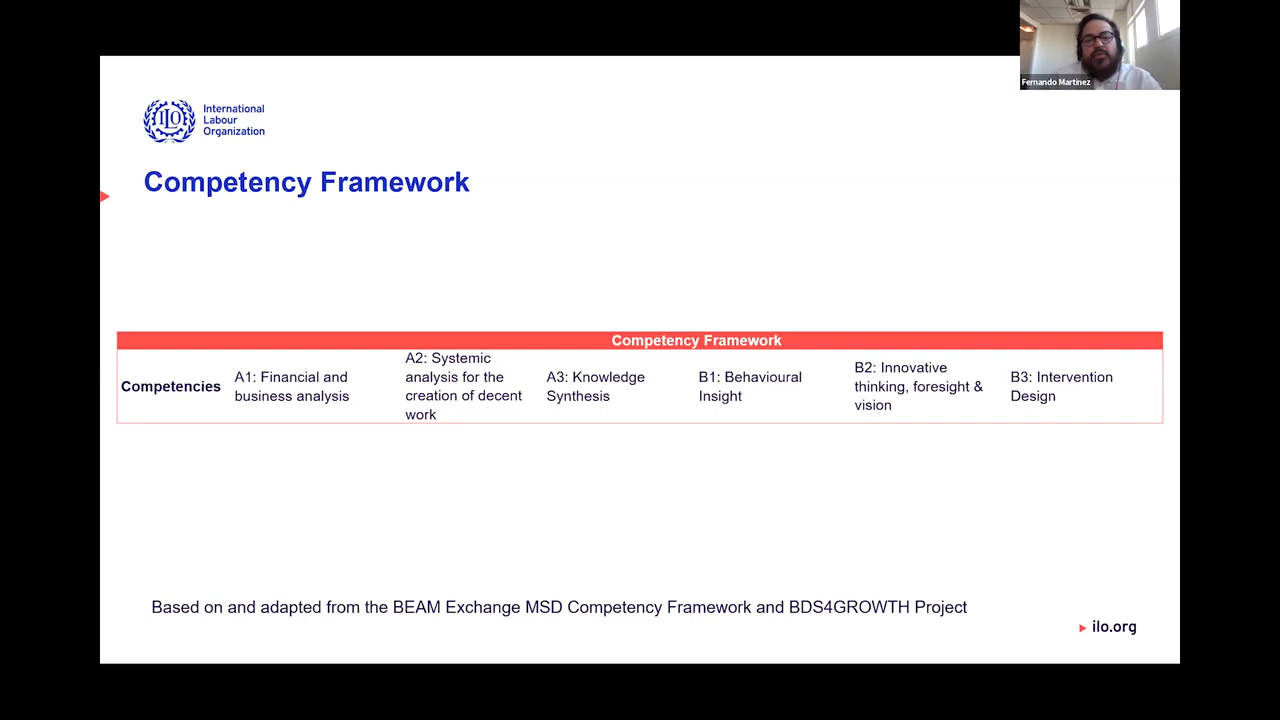 Fernando Martinez
ILO
International
Labour
Organization
Competency Framework
Competency Framework
Competencies
A1: Financial and
business analysis
A2: Systemic
analysis for the
creation of decent
work
A3: Knowledge
Synthesis
B1: Behavioural
Insight
B2: Innovative
thinking, foresight &
vision
B3: Intervention
Design
Based on and adapted from the BEAM Exchange MSD Competency Framework and BDS4GROWTH Project
ilo.org